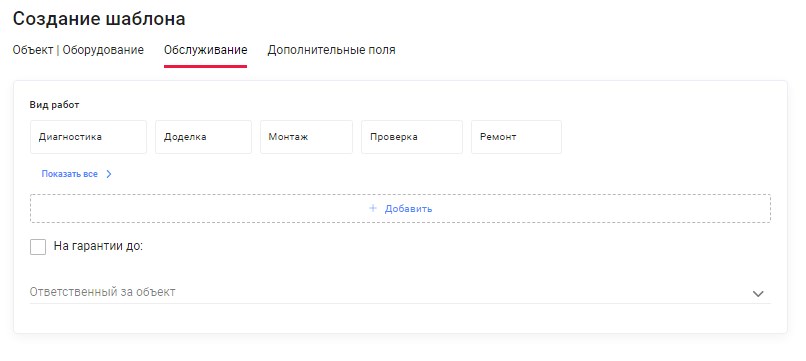 Создание шаблона
Объект | Оборудование Обслуживание Дополнительные поля
Вид работ
Диагностика Доделка Монтаж Проверка Ремонт
Показать все
+ Добавить
На гарантии до:
Ответственный за объект